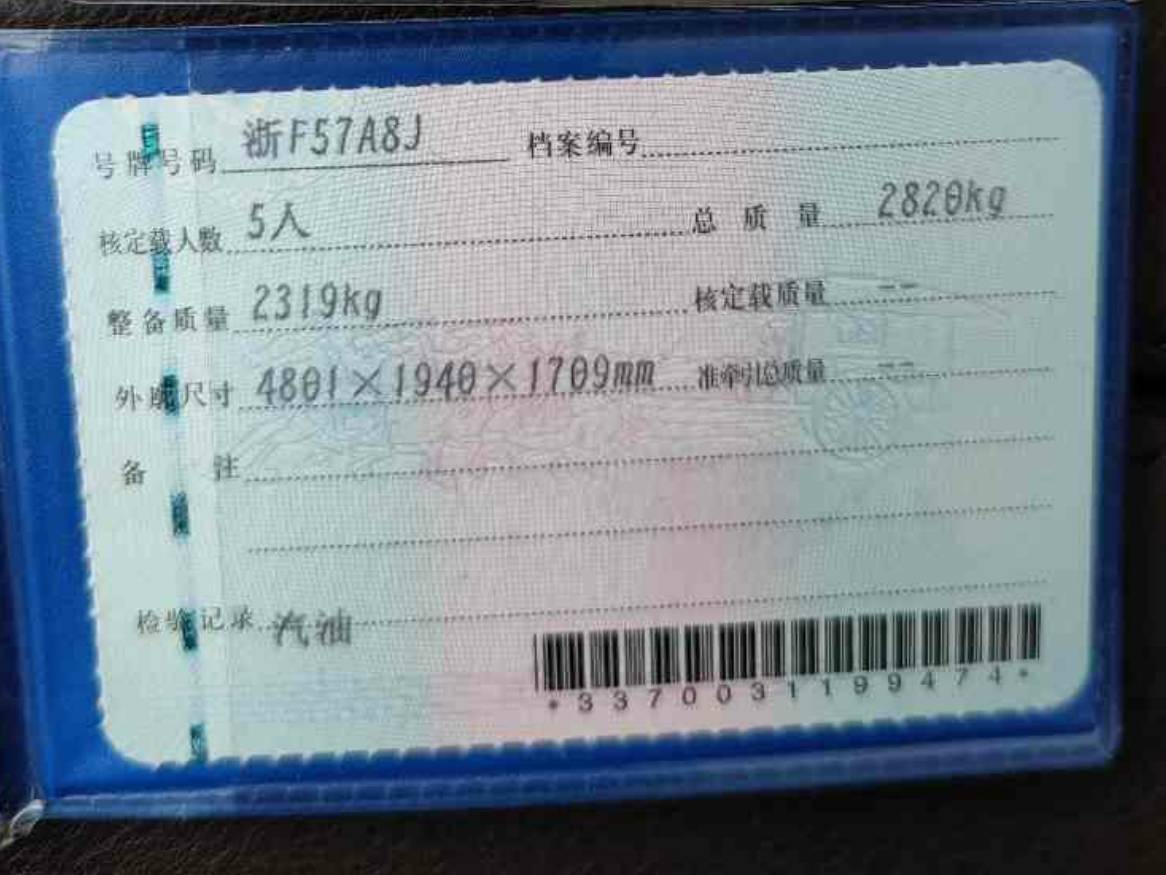 号牌号码 浙F57A8J 档案编号
核定载人数 5人 总质量 2820kg
整备质量 2319kg 核定载质量 --
外廓尺寸 4801×1940×1709mm 准牵引总质量 --
备注
检验记录 汽油
*3370031199474*